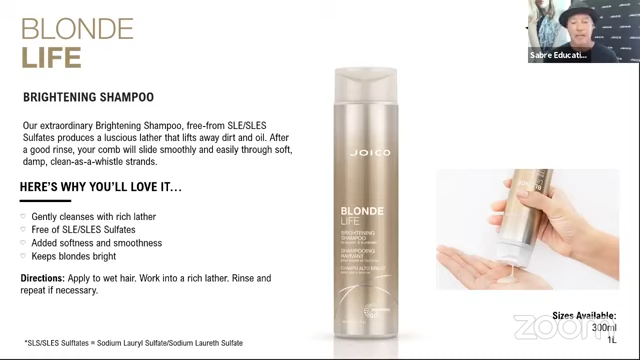 BLONDE
LIFE
BRIGHTENING SHAMPOO
Our extraordinary Brightening Shampoo, free-from SLE/SLES
Sulfates produces a luscious lather that lifts away dirt and oil. After
a good rinse, your comb will slide smoothly and easily through soft,
damp, clean-as-a-whistle strands.
HERE'S WHY YOU'LL LOVE IT...
Gently cleanses with rich lather
Free of SLE/SLES Sulfates
Added softness and smoothness
Keeps blondes bright
Directions: Apply to wet hair. Work into a rich lather. Rinse and
repeat if necessary.
*SLS/SLES Sulftates = Sodium Lauryl Sulfate/Sodium Laureth Sulfate
JOICO
BLONDE
LIFE
BRIGHTENING
SHAMPOO
SHAMPOOING
Sabre Educati...
Sizes Available:
300ml
1L
zoom